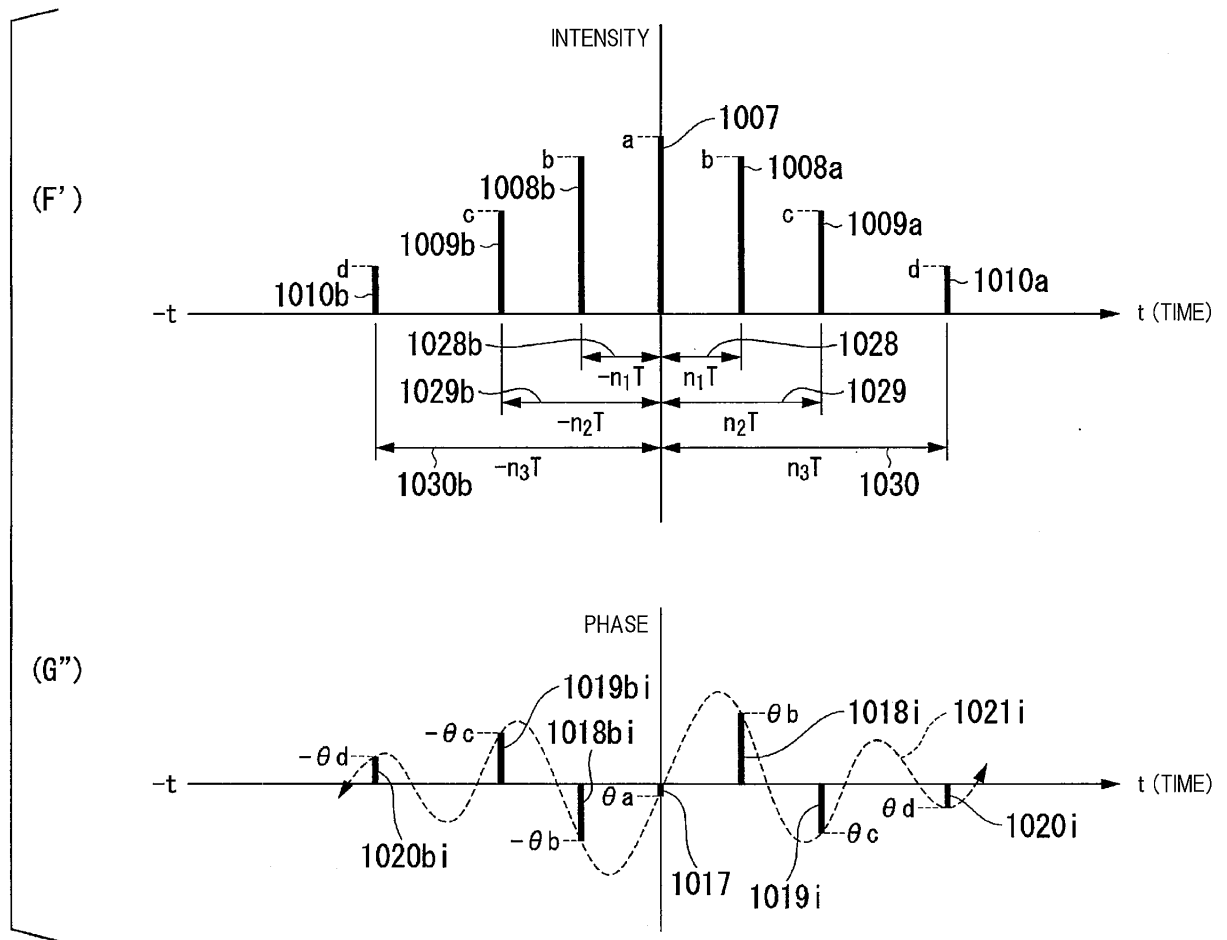 INTENSITY
1007
a
b
b
1008a
1008b
(F')
c
c
1009a
1009b
d
d
1010a
1010b
-t
t (TIME)
1028b
-n₁T
n₁T
1028
1029b
-n₂T
n₂T
1029
-n₃T
n₃T
1030b
1030
PHASE
(G”)
1019bi
1018bi
θb
1018i
1021i
-θc
-θd
-t
t (TIME)
θa
θd
-θb
θc
1020bi
1017
1019i
1020i